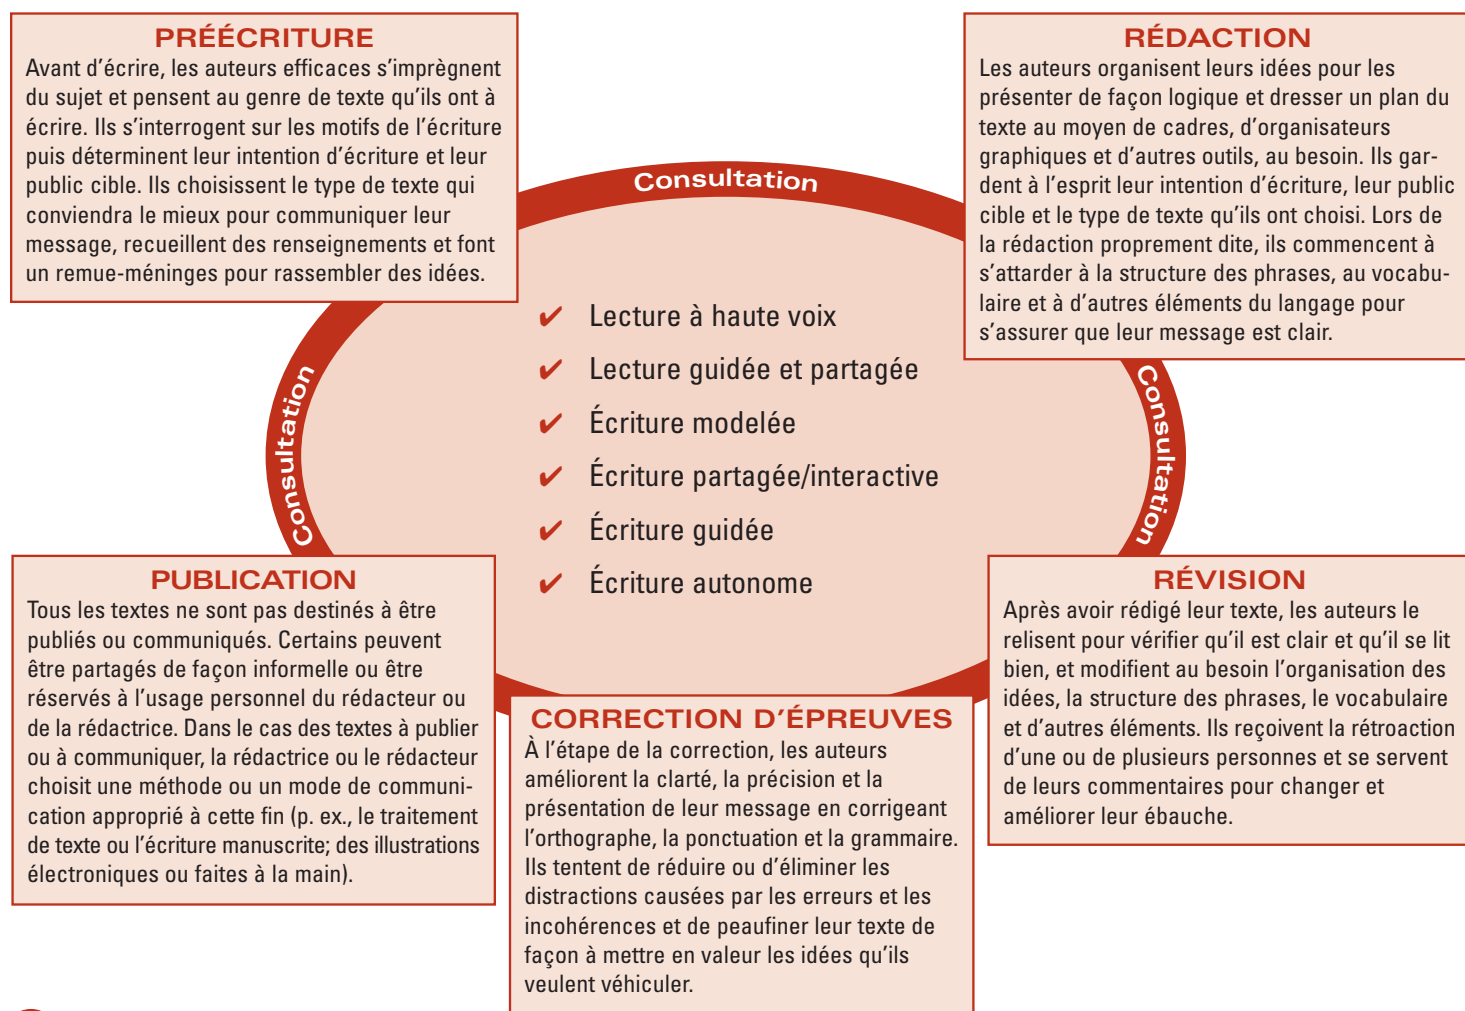 PRÉÉCRITURE
Avant d'écrire, les auteurs efficaces s'imprègnent
du sujet et pensent au genre de texte qu'ils ont à
écrire. Ils s'interrogent sur les motifs de l'écriture
puis déterminent leur intention d'écriture et leur
public cible. Ils choisissent le type de texte qui
conviendra le mieux pour communiquer leur
message, recueillent des renseignements et font
un remue-méninges pour rassembler des idées.
RÉDACTION
Les auteurs organisent leurs idées pour les
présenter de façon logique et dresser un plan du
texte au moyen de cadres, d'organisateurs
graphiques et d'autres outils, au besoin. Ils gar-
dent à l'esprit leur intention d'écriture, leur public
cible et le type de texte qu'ils ont choisi. Lors de
la rédaction proprement dite, ils commencent à
s'attarder à la structure des phrases, au vocabu-
laire et à d'autres éléments du langage pour
s'assurer que leur message est clair.
Consultation
Consultation
Consultation
✔ Lecture à haute voix
✔ Lecture guidée et partagée
✔ Écriture modelée
✔ Écriture partagée/interactive
✔ Écriture guidée
✔ Écriture autonome
PUBLICATION
Tous les textes ne sont pas destinés à être
publiés ou communiqués. Certains peuvent
être partagés de façon informelle ou être
réservés à l'usage personnel du rédacteur ou
de la rédactrice. Dans le cas des textes à publier
ou à communiquer, la rédactrice ou le rédacteur
choisit une méthode ou un mode de communi-
cation approprié à cette fin (p. ex., le traitement
de texte ou l'écriture manuscrite; des illustrations
électroniques ou faites à la main).
CORRECTION D'ÉPREUVES
À l'étape de la correction, les auteurs
améliorent la clarté, la précision et la
présentation de leur message en corrigeant
l'orthographe, la ponctuation et la grammaire.
Ils tentent de réduire ou d'éliminer les
distractions causées par les erreurs et les
incohérences et de peaufiner leur texte de
façon à mettre en valeur les idées qu'ils
veulent véhiculer.
RÉVISION
Après avoir rédigé leur texte, les auteurs le
relisent pour vérifier qu'il est clair et qu'il se lit
bien, et modifient au besoin l'organisation des
idées, la structure des phrases, le vocabulaire
et d'autres éléments. Ils reçoivent la rétroaction
d'une ou de plusieurs personnes et se servent
de leurs commentaires pour changer et
améliorer leur ébauche.